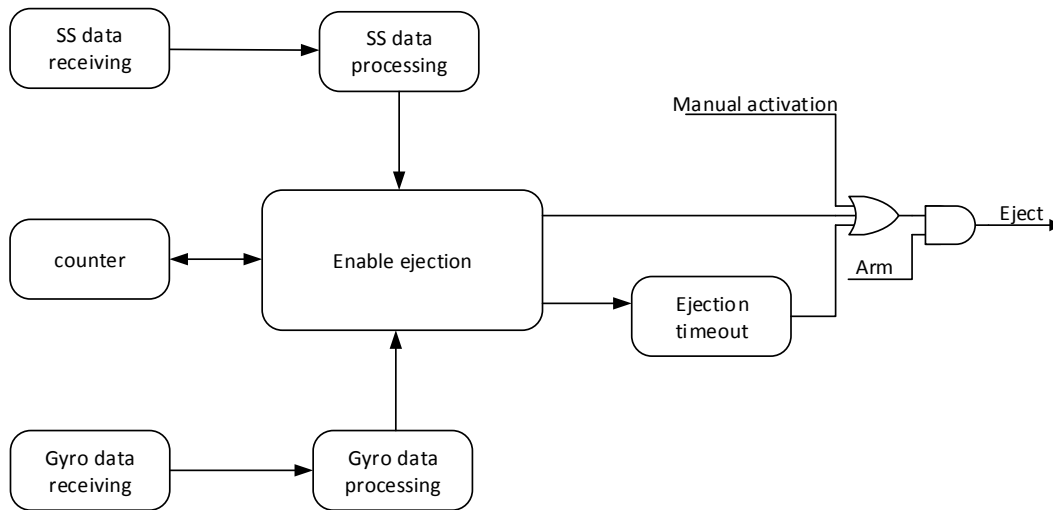 SS data
receiving
SS data
processing
Manual activation
Eject
counter
Enable ejection
Arm
Ejection
timeout
Gyro data
receiving
Gyro data
processing